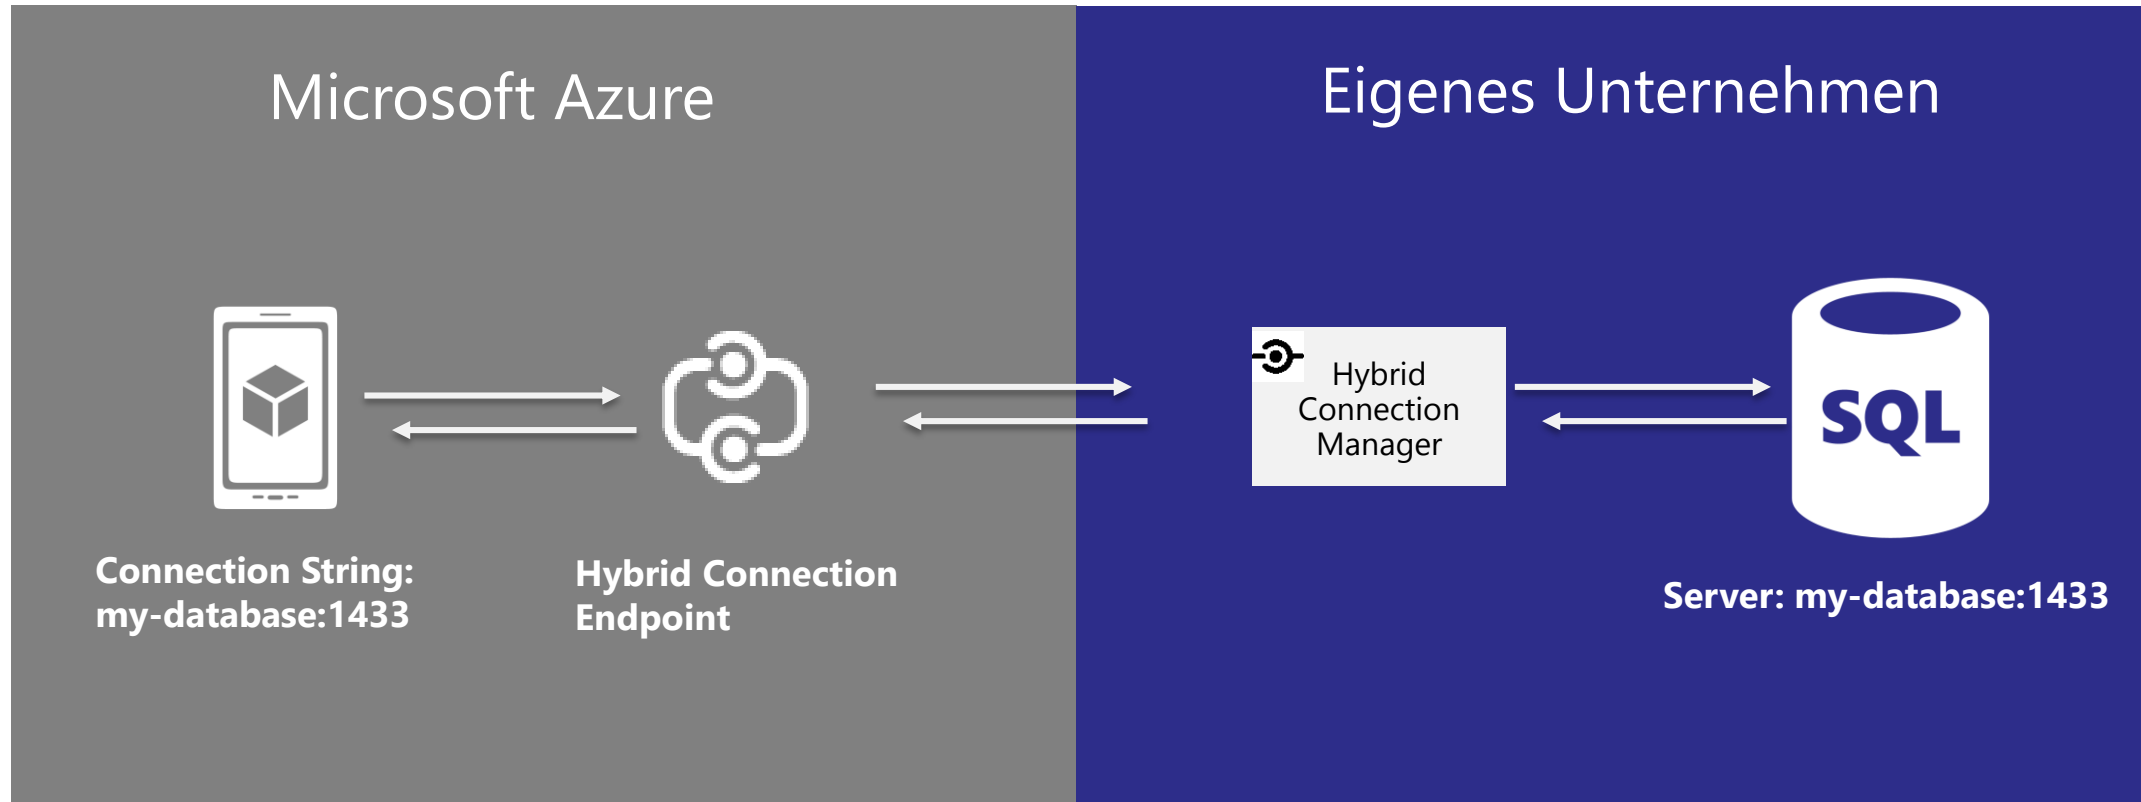 Microsoft Azure
Eigenes Unternehmen
Hybrid
Connection
Manager
SQL
Connection String:
my-database:1433
Hybrid Connection
Endpoint
Server: my-database:1433